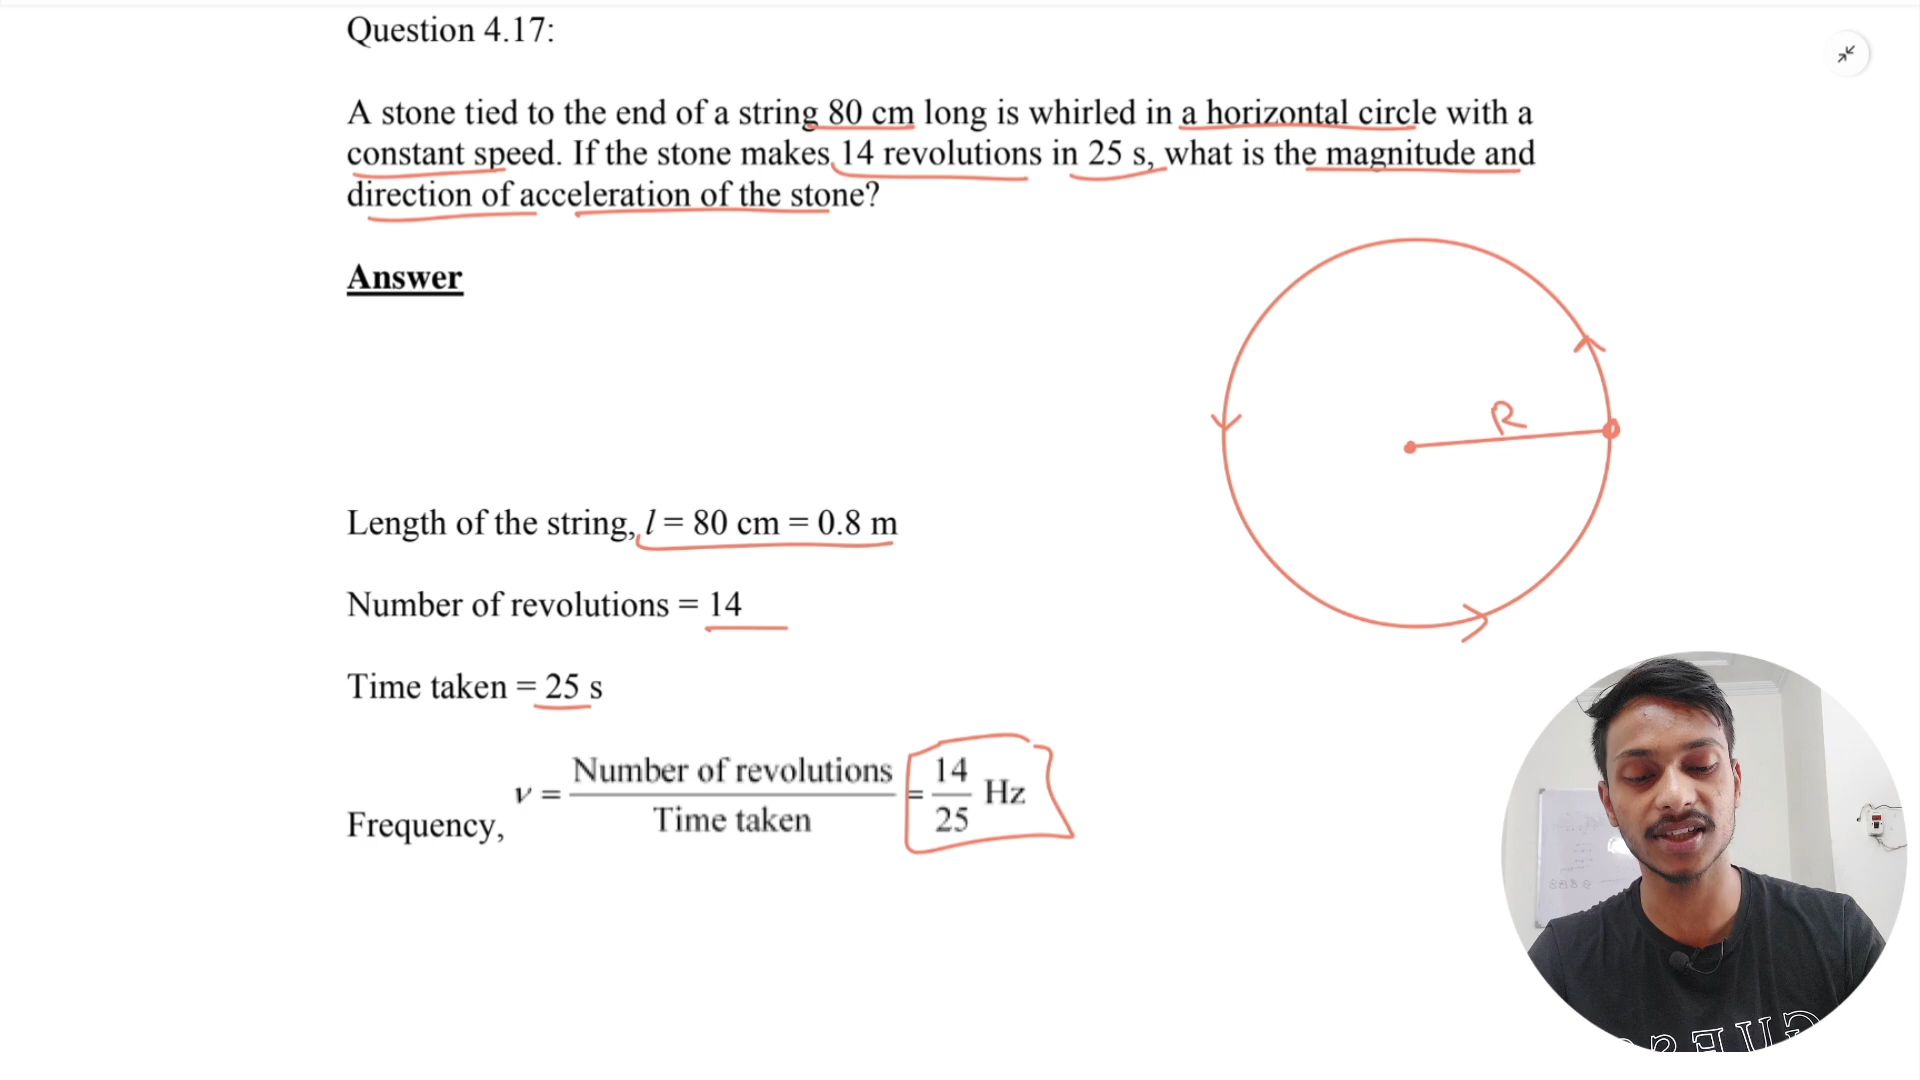 Question 4.17:
A stone tied to the end of a string 80 cm long is whirled in a horizontal circle with a
constant speed. If the stone makes 14 revolutions in 25 s, what is the magnitude and
direction of acceleration of the stone?
Answer
R
Length of the string, l = 80 cm = 0.8 m
Number of revolutions = 14
Time taken = 25 s
Frequency, ν = Number of revolutions / Time taken = 14/25 Hz